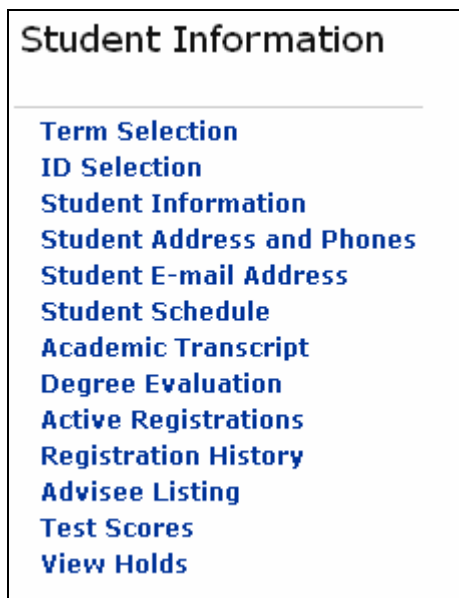 Student Information
Term Selection
ID Selection
Student Information
Student Address and Phones
Student E-mail Address
Student Schedule
Academic Transcript
Degree Evaluation
Active Registrations
Registration History
Advisee Listing
Test Scores
View Holds